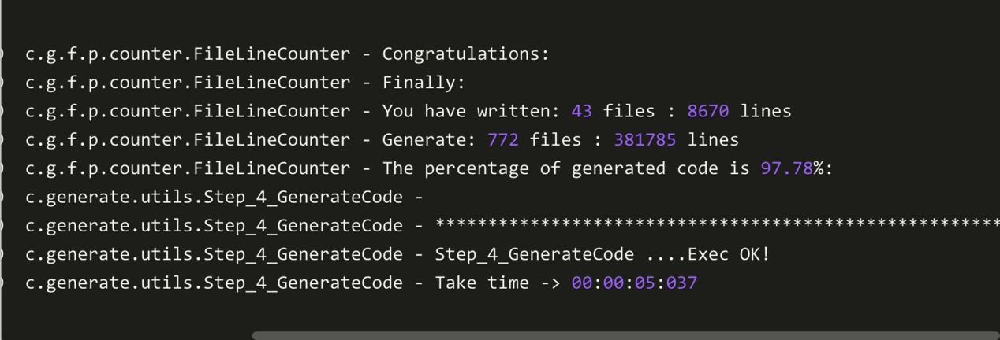 c.g.f.p.counter.FileLineCounter - Congratulations:
c.g.f.p.counter.FileLineCounter - Finally:
c.g.f.p.counter.FileLineCounter - You have written: 43 files : 8670 lines
c.g.f.p.counter.FileLineCounter - Generate: 772 files : 381785 lines
c.g.f.p.counter.FileLineCounter - The percentage of generated code is 97.78%:
c.generate.utils.Step_4_GenerateCode -
c.generate.utils.Step_4_GenerateCode - ******************************************************
c.generate.utils.Step_4_GenerateCode - Step_4_GenerateCode ....Exec OK!
c.generate.utils.Step_4_GenerateCode - Take time -> 00:00:05:037